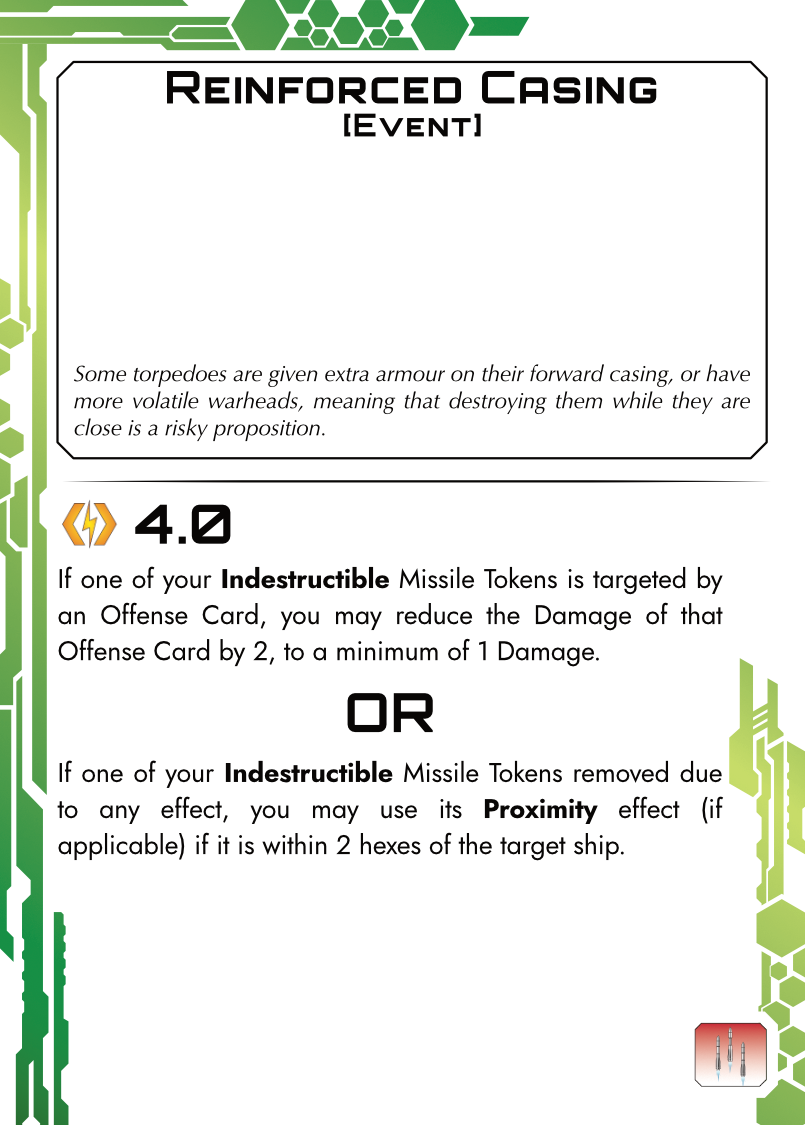 Reinforced Casing
[Event]
Some torpedoes are given extra armour on their forward casing, or have
more volatile warheads, meaning that destroying them while they are
close is a risky proposition.
4.0
If one of your Indestructible Missile Tokens is targeted by
an Offense Card, you may reduce the Damage of that
Offense Card by 2, to a minimum of 1 Damage.
OR
If one of your Indestructible Missile Tokens removed due
to any effect, you may use its Proximity effect (if
applicable) if it is within 2 hexes of the target ship.